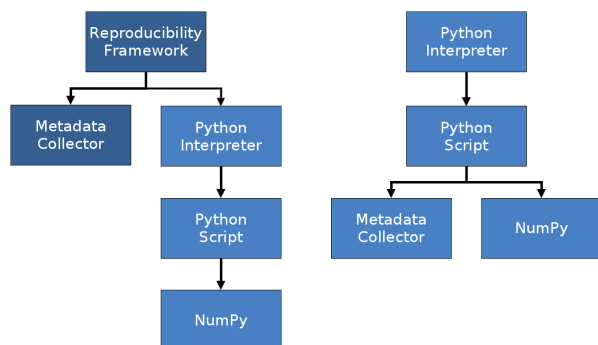 Reproducibility
Framework
Metadata
Collector
Python
Interpreter
Python
Script
NumPy
Python
Interpreter
Python
Script
Metadata
Collector
NumPy